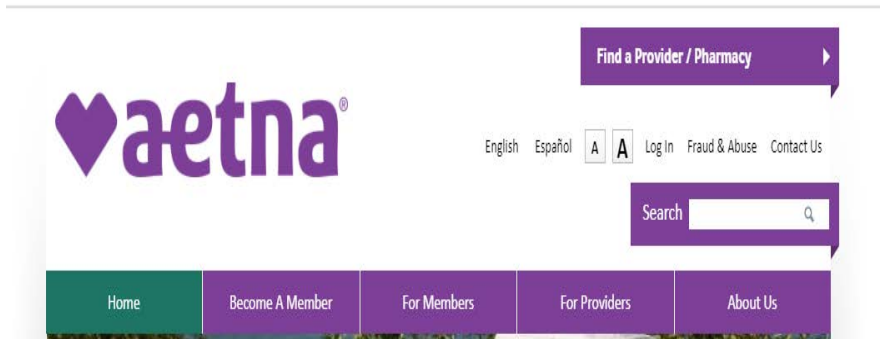 Find a Provider / Pharmacy
aetna®
English Español A A Log In Fraud & Abuse Contact Us
Search
Home Become A Member For Members For Providers About Us